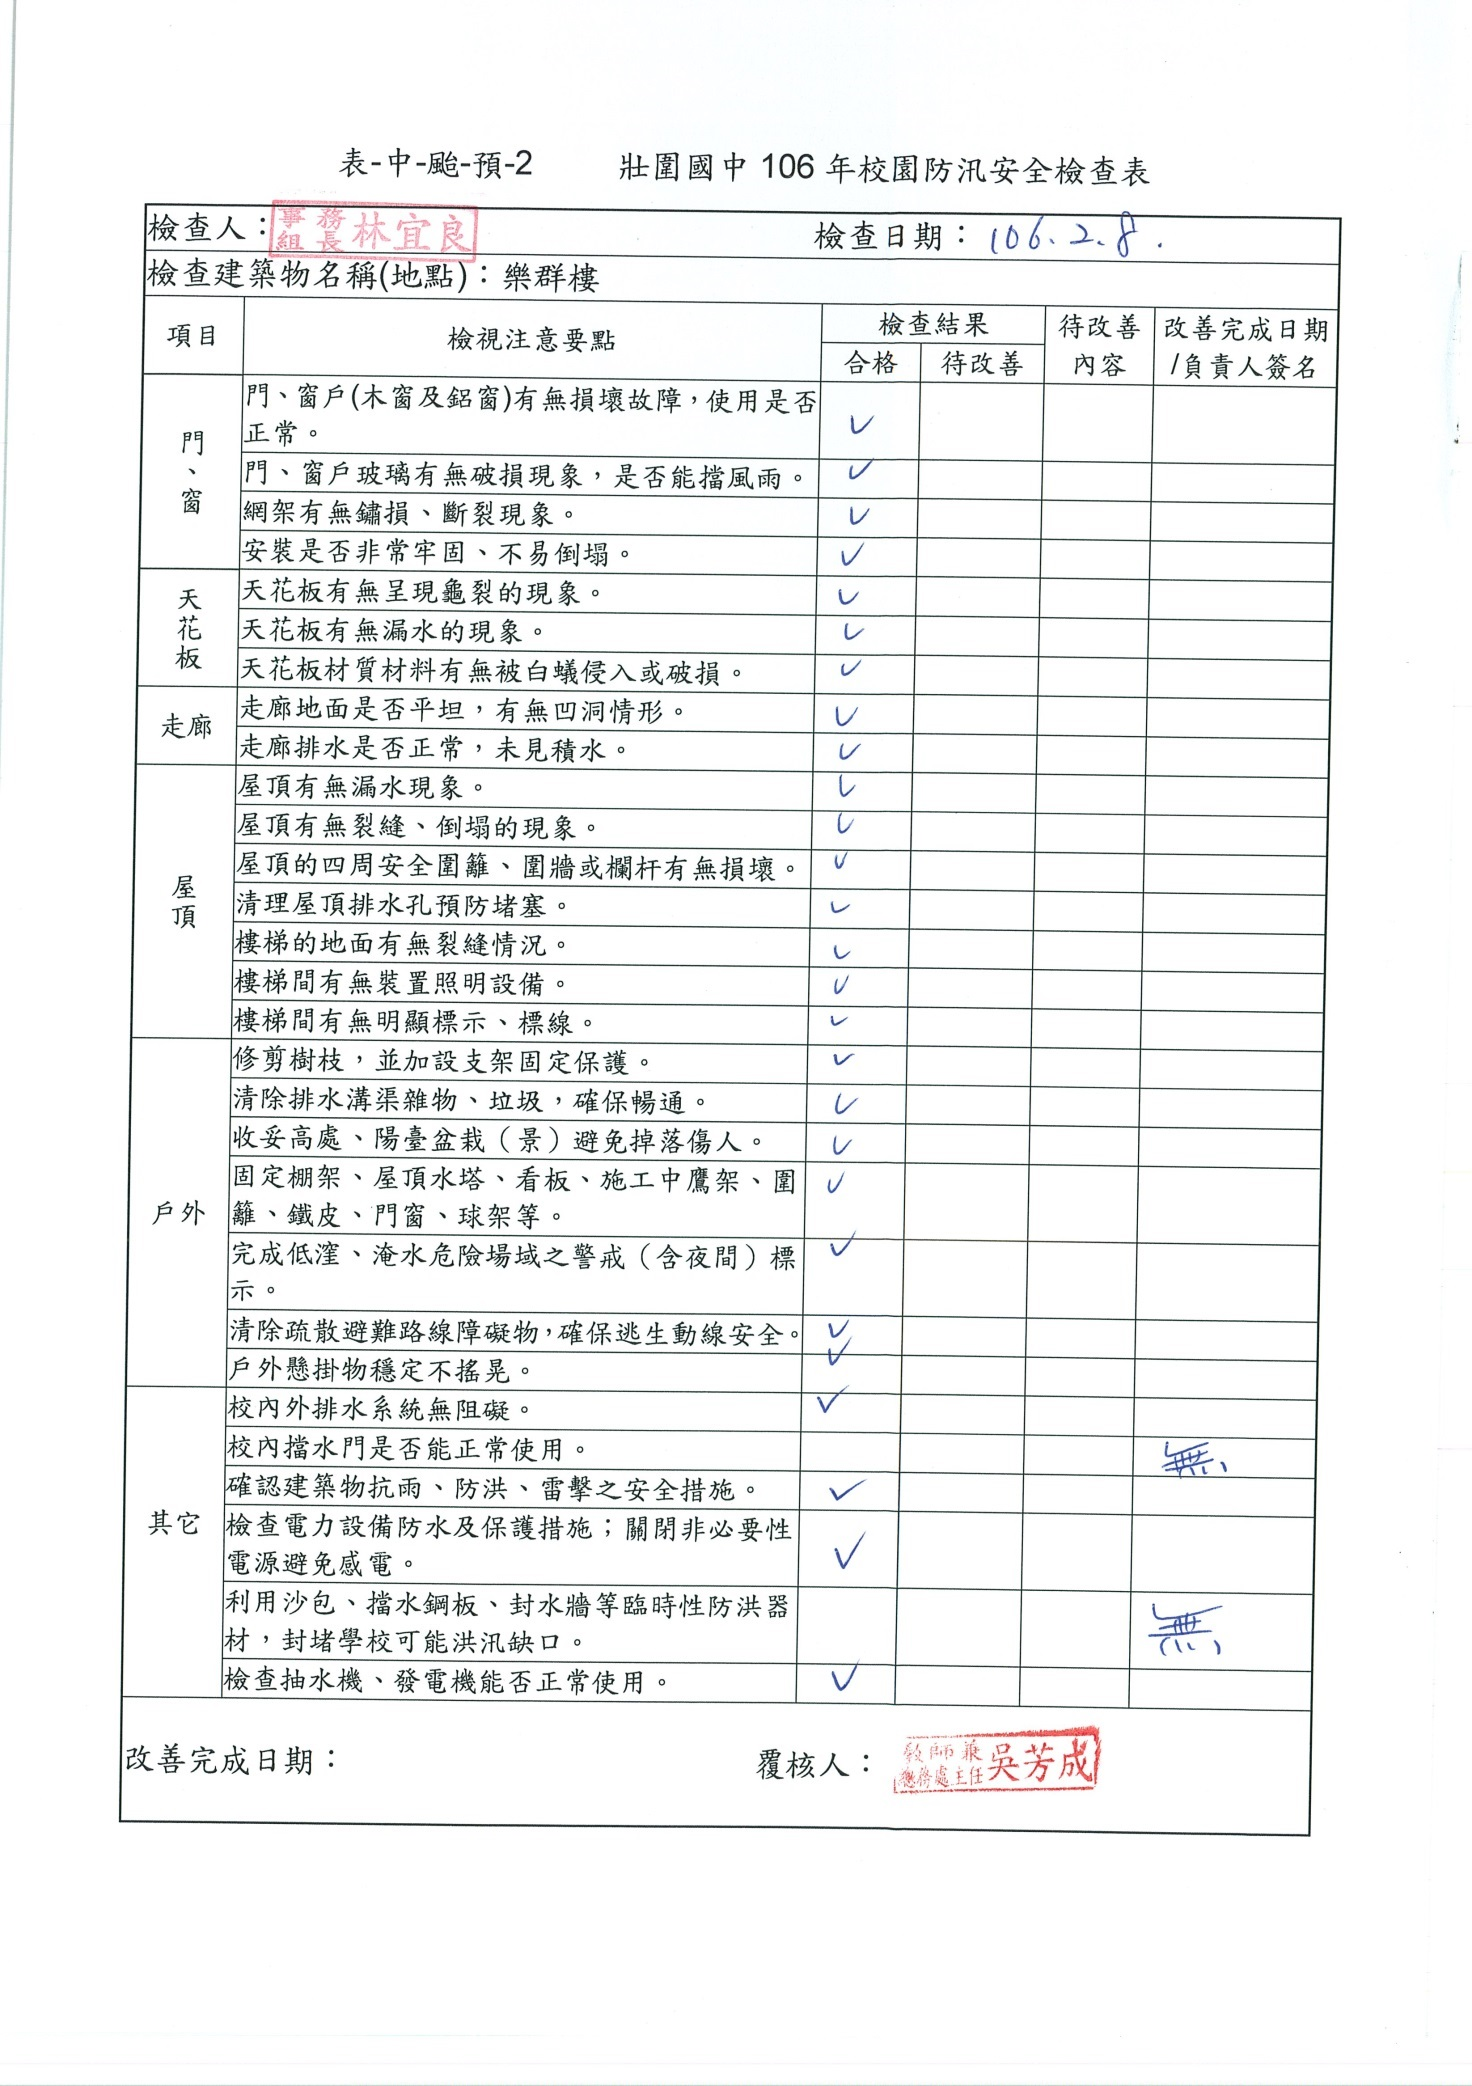 表-中-颱-預-2 壯圍國中 106 年校園防汛安全檢查表
檢查人：事務組長 林宜良 檢查日期：106.2.8.
檢查建築物名稱(地點)：樂群樓
項目 檢視注意要點 檢查結果 待改善 改善完成日期
合格 待改善 內容 /負責人簽名
門、窗
門、窗戶(木窗及鋁窗)有無損壞故障，使用是否 ✓
正常。
門、窗戶玻璃有無破損現象，是否能擋風雨。 ✓
網架有無鏽損、斷裂現象。 ✓
安裝是否非常牢固、不易倒塌。 ✓
天花板
天花板有無呈現龜裂的現象。 ✓
天花板有無漏水的現象。 ✓
天花板材質材料有無被白蟻侵入或破損。 ✓
走廊
走廊地面是否平坦，有無凹洞情形。 ✓
走廊排水是否正常，未見積水。 ✓
屋頂
屋頂有無漏水現象。 ✓
屋頂有無裂縫、倒塌的現象。 ✓
屋頂的四周安全圍籬、圍牆或欄杆有無損壞。 ✓
清理屋頂排水孔預防堵塞。 ✓
樓梯的地面有無裂縫情況。 ✓
樓梯間有無裝置照明設備。 ✓
樓梯間有無明顯標示、標線。 ✓
戶外
修剪樹枝，並加設支架固定保護。 ✓
清除排水溝渠雜物、垃圾，確保暢通。 ✓
收妥高處、陽臺盆栽（景）避免掉落傷人。 ✓
固定棚架、屋頂水塔、看板、施工中鷹架、圍 ✓
籬、鐵皮、門窗、球架等。
完成低漥、淹水危險場域之警戒（含夜間）標 ✓
示。
清除疏散避難路線障礙物，確保逃生動線安全。 ✓
戶外懸掛物穩定不搖晃。 ✓
其它
校內外排水系統無阻礙。 ✓
校內擋水門是否能正常使用。 無
確認建築物抗雨、防洪、雷擊之安全措施。 ✓
檢查電力設備防水及保護措施；關閉非必要性 ✓
電源避免感電。
利用沙包、擋水鋼板、封水牆等臨時性防洪器 無
材，封堵學校可能洪汛缺口。
檢查抽水機、發電機能否正常使用。 ✓
改善完成日期： 覆核人：教師兼總務處主任 吳芳成